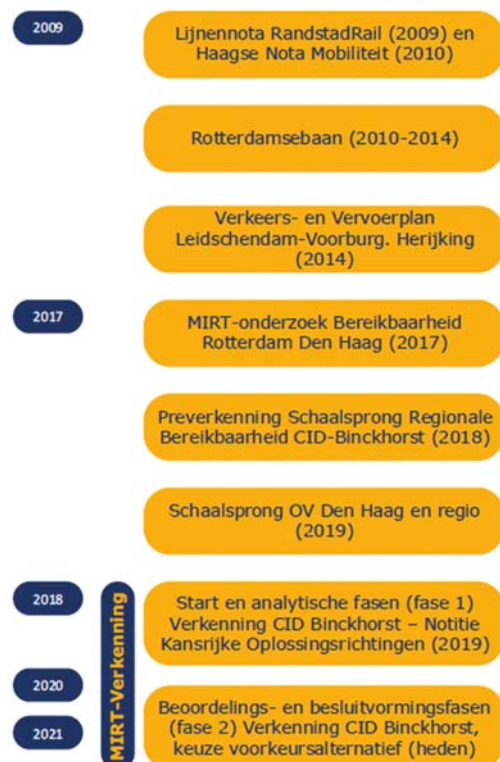 2009
Lijnennota RandstadRail (2009) en
Haagse Nota Mobiliteit (2010)
Rotterdamsebaan (2010-2014)
Verkeers- en Vervoerplan
Leidschendam-Voorburg. Herijking
(2014)
2017
MIRT-onderzoek Bereikbaarheid
Rotterdam Den Haag (2017)
Preverkenning Schaalsprong Regionale
Bereikbaarheid CID-Binckhorst (2018)
Schaalsprong OV Den Haag en regio
(2019)
MIRT-Verkenning
2018
Start en analytische fasen (fase 1)
Verkenning CID Binckhorst – Notitie
Kansrijke Oplossingsrichtingen (2019)
2020
2021
Beoordelings- en besluitvormingsfasen
(fase 2) Verkenning CID Binckhorst,
keuze voorkeursalternatief (heden)